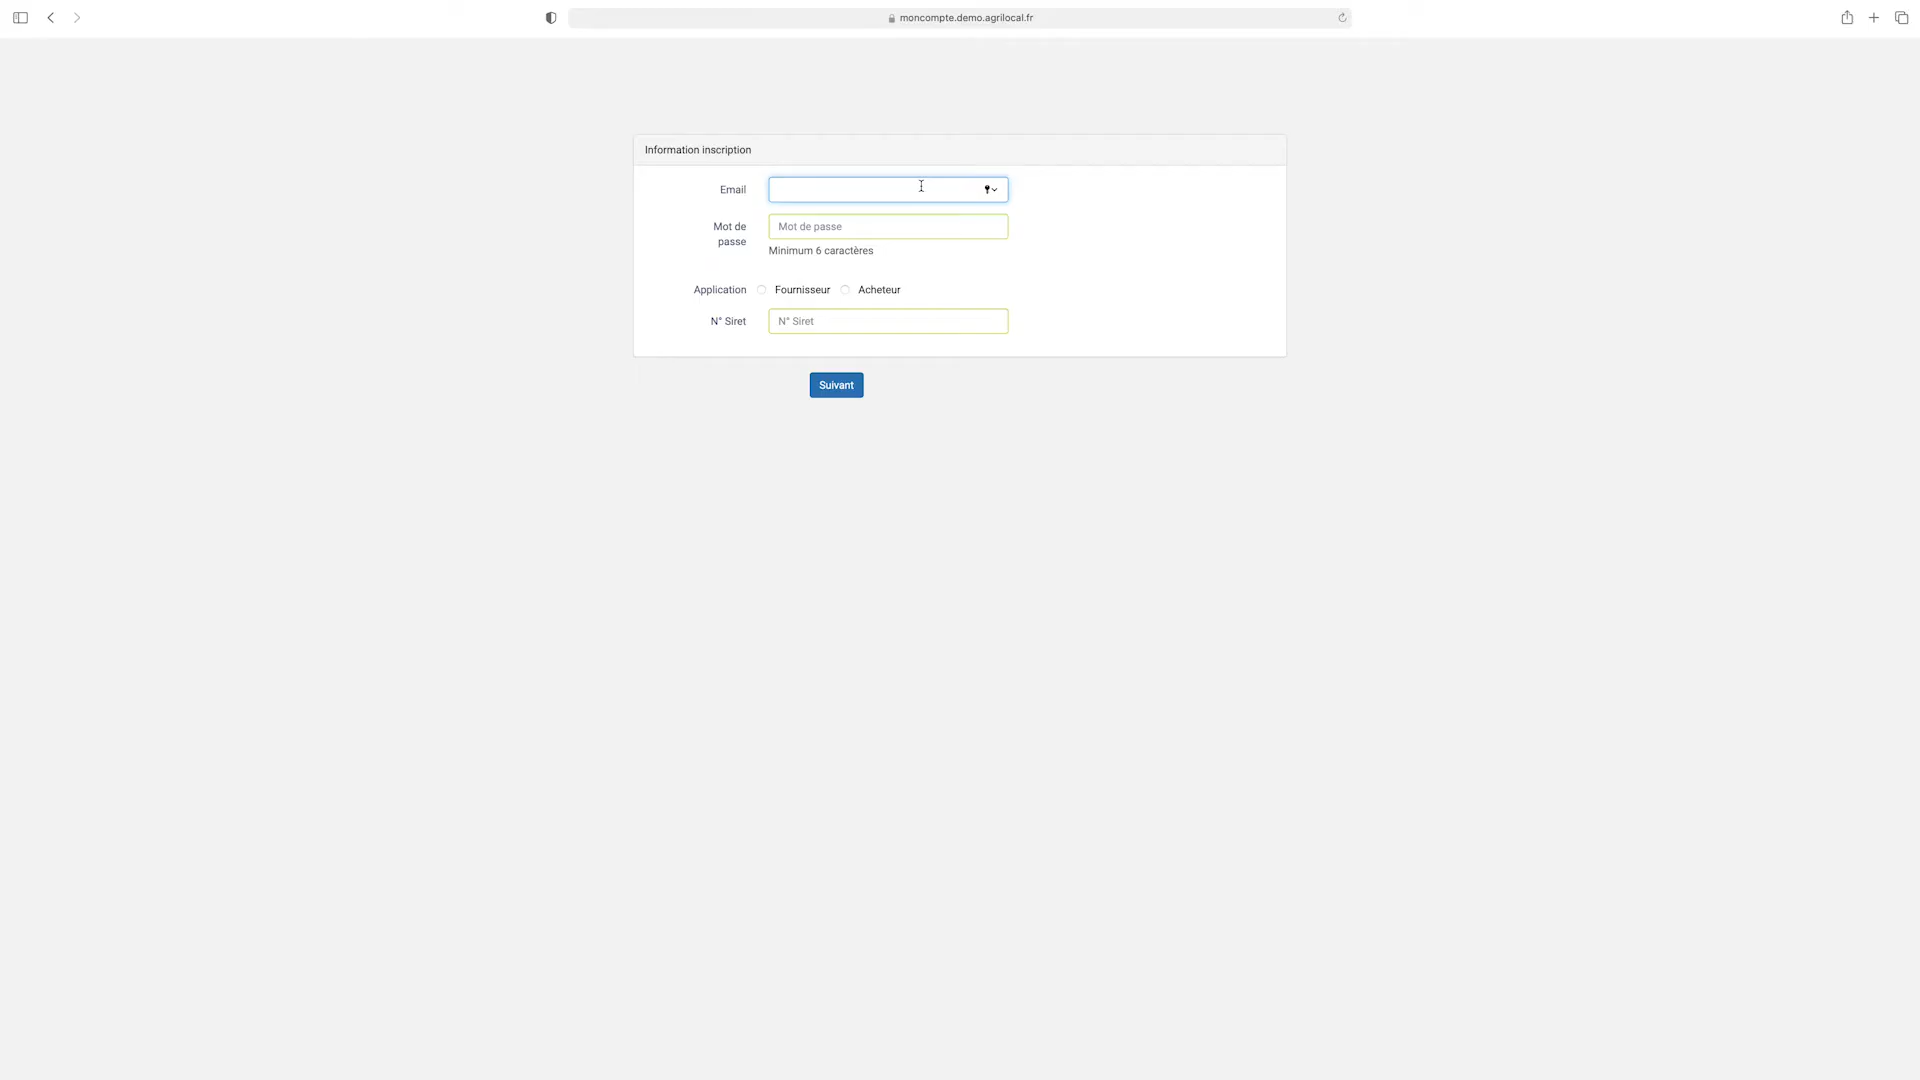 moncompte.demo.agrilocal.fr
Information inscription
Email
Mot de passe
Mot de passe
Minimum 6 caractères
Application Fournisseur Acheteur
N° Siret N° Siret
Suivant